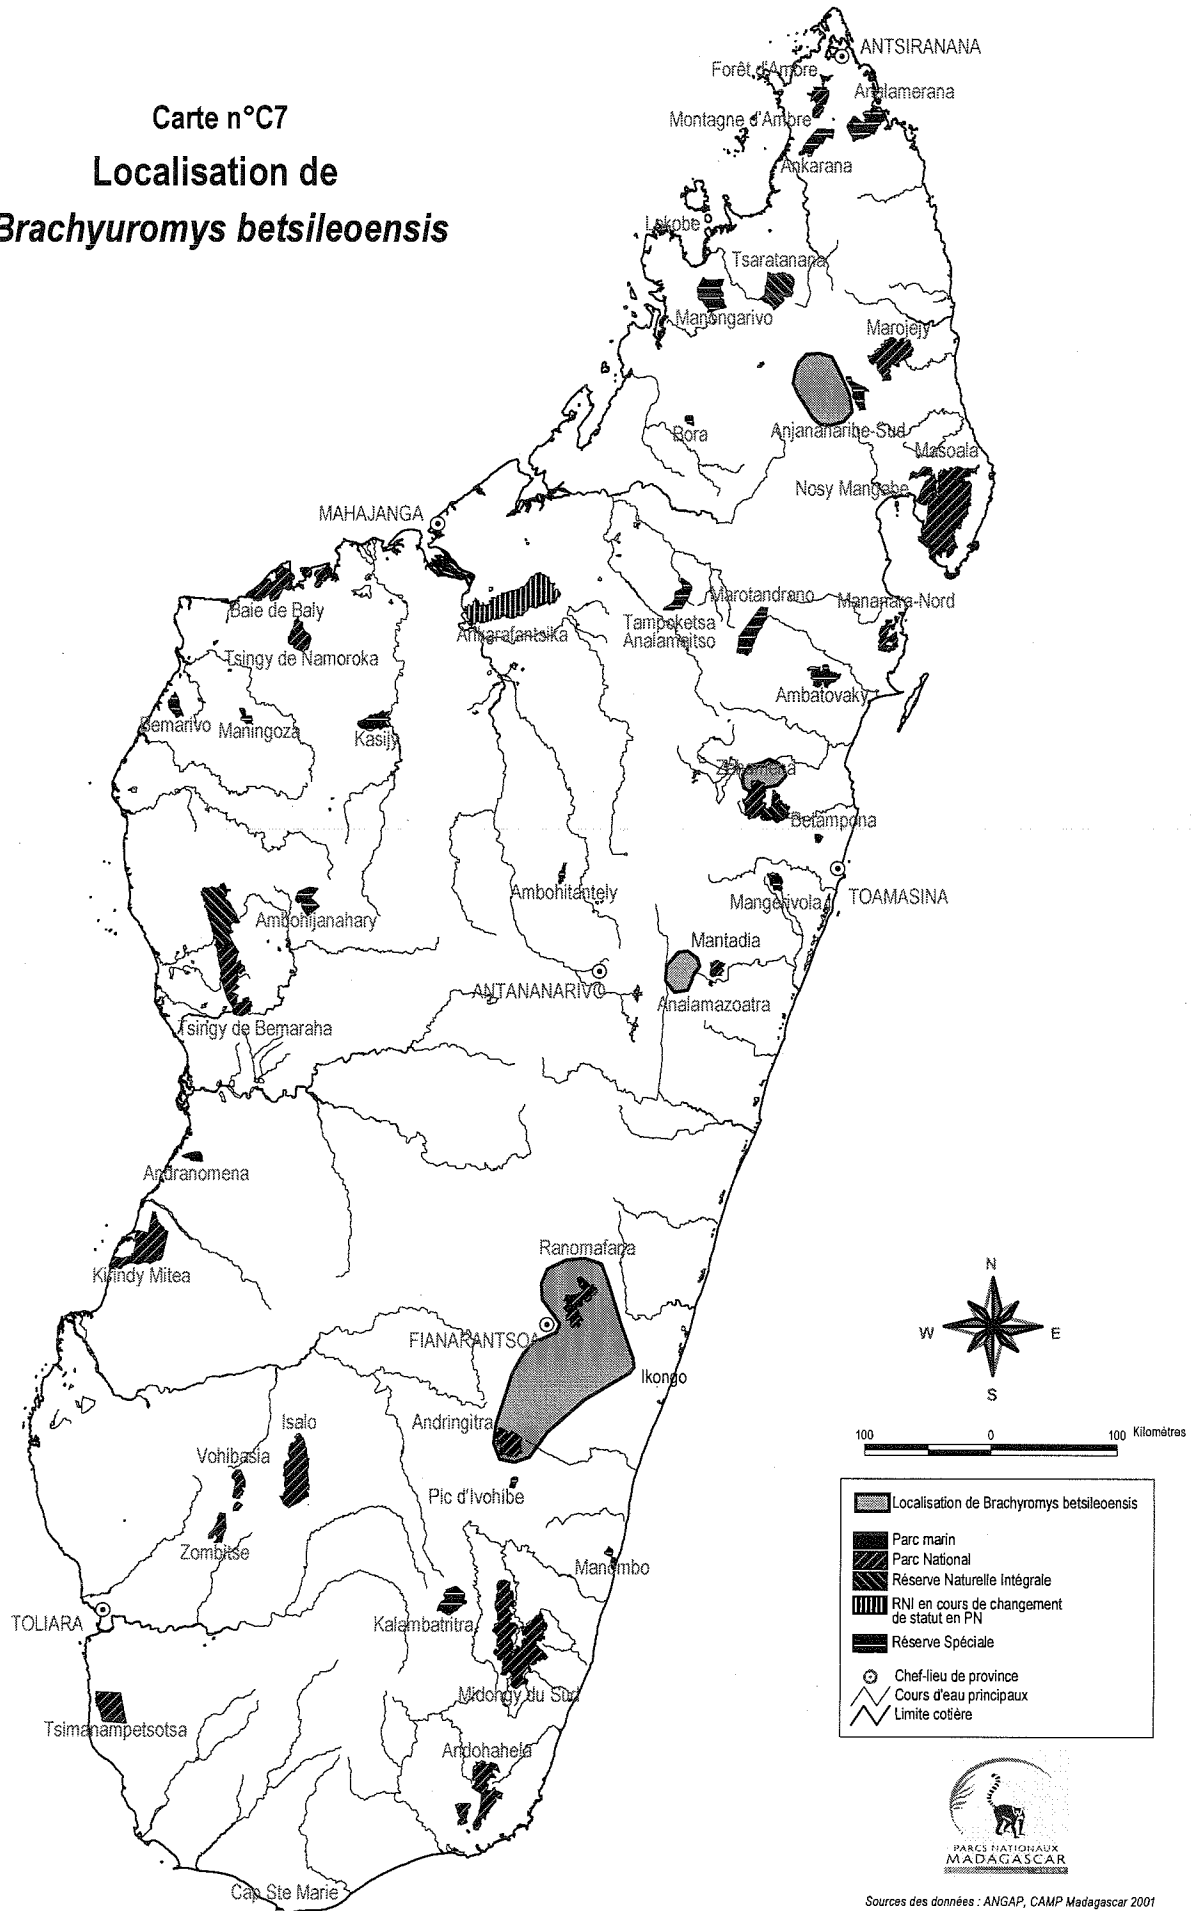 Carte n°C7
Localisation de
Brachyuromys betsileoensis
ANTSIRANANA
Forêt d'Ambre
Analamerana
Montagne d'Ambre
Ankarana
Lokobe
Tsaratanana
Manongarivo
Marojejy
Bora
Anjanaharibe-Sud
Masoala
Nosy Mangabe
MAHAJANGA
Baie de Baly
Ankarafantsika
Tampoketsa
Analamaitso
Marotandrano
Mananara-Nord
Tsingy de Namoroka
Ambatovaky
Bemarivo
Maningoza
Kasijy
Zahamena
Betampona
Ambohitantely
Mangerivola
TOAMASINA
Ambohijanahary
Mantadia
ANTANANARIVO
Analamazoatra
Tsingy de Bemaraha
Andranomena
Kirindy Mitea
Ranomafana
FIANARANTSOA
Ikongo
Andringitra
Isalo
Vohibasia
Pic d'Ivohibe
Zombitse
Manombo
TOLIARA
Kalambatritra
Midongy du Sud
Tsimanampetsotsa
Andohahela
Cap Ste Marie
N
W E
S
100 0 100 Kilomètres
Localisation de Brachyromys betsileoensis
Parc marin
Parc National
Réserve Naturelle Intégrale
RNI en cours de changement
de statut en PN
Réserve Spéciale
Chef-lieu de province
Cours d'eau principaux
Limite cotière
PARCS NATIONAUX
MADAGASCAR
Sources des données : ANGAP, CAMP Madagascar 2001